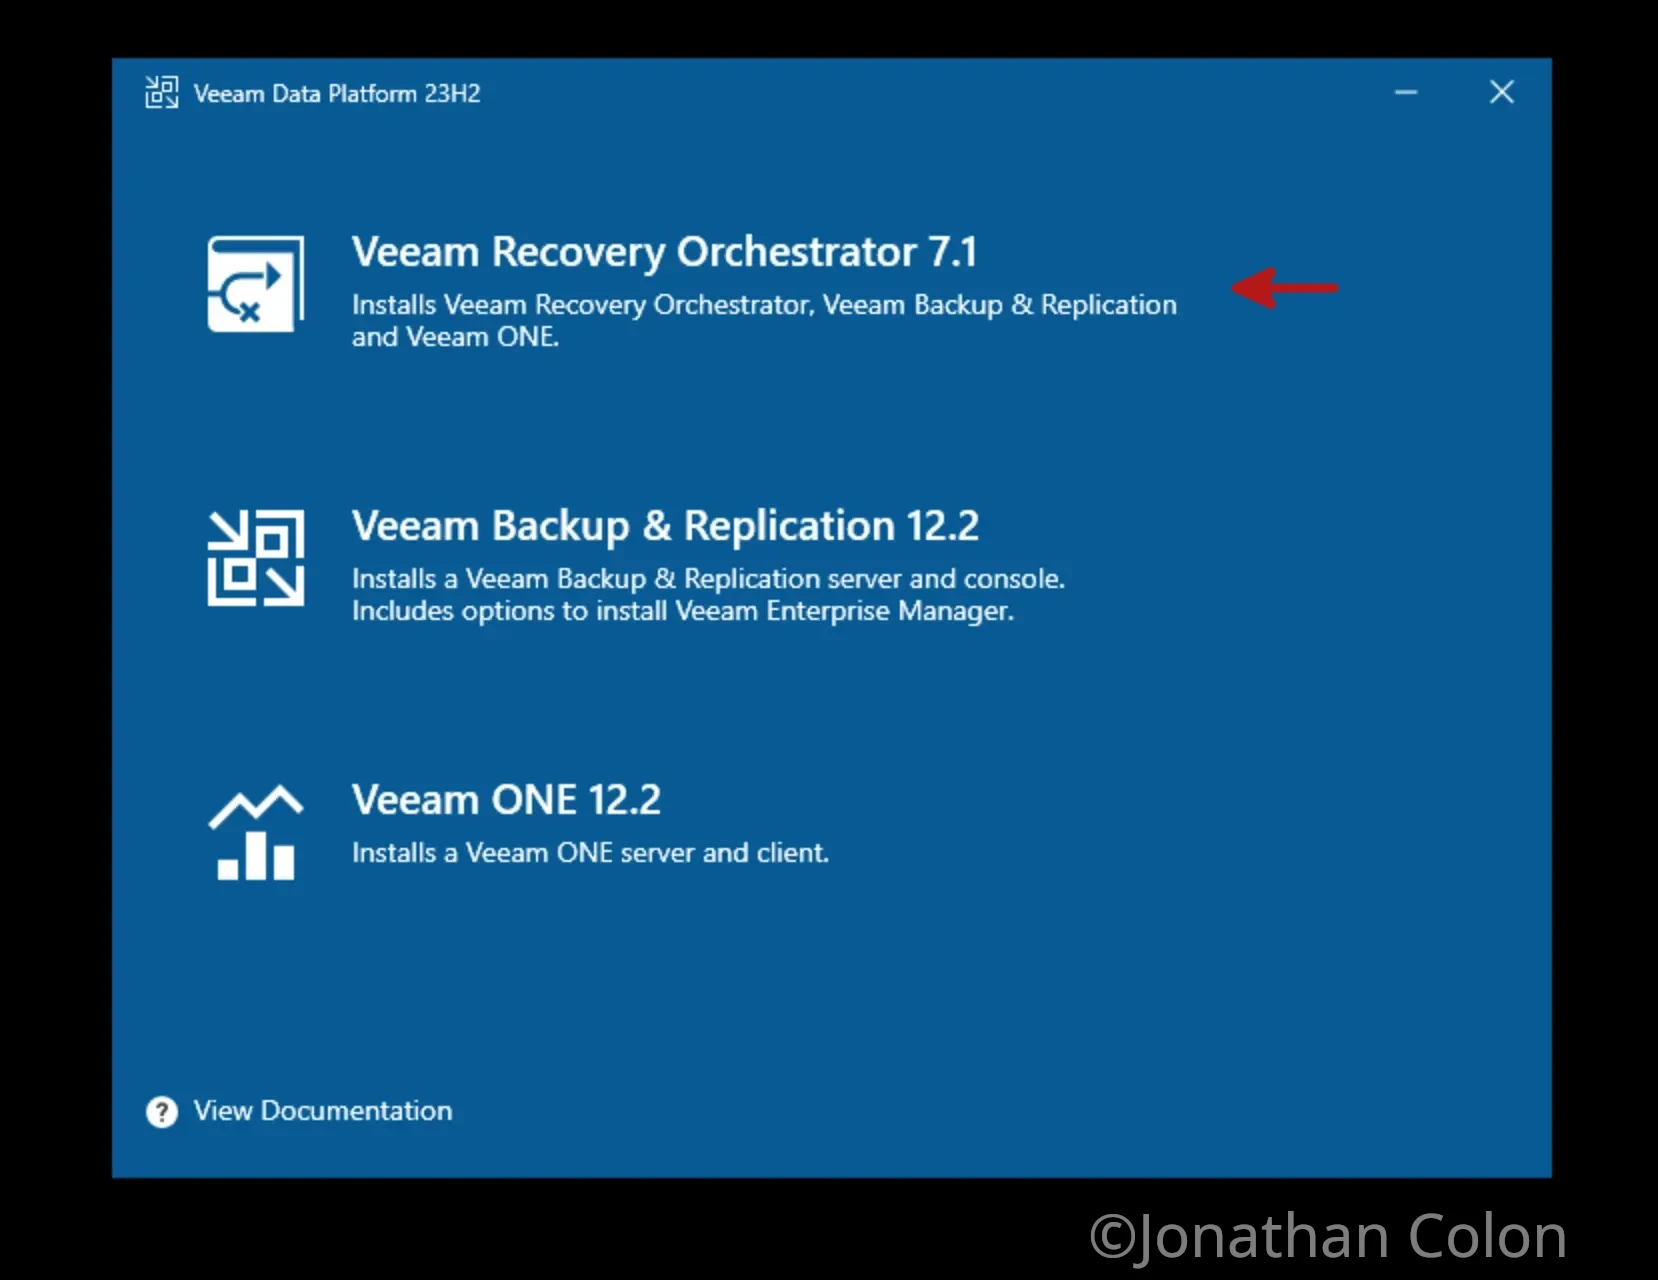 Veeam Data Platform 23H2
Veeam Recovery Orchestrator 7.1
Installs Veeam Recovery Orchestrator, Veeam Backup & Replication
and Veeam ONE.
Veeam Backup & Replication 12.2
Installs a Veeam Backup & Replication server and console.
Includes options to install Veeam Enterprise Manager.
Veeam ONE 12.2
Installs a Veeam ONE server and client.
? View Documentation
©Jonathan Colon